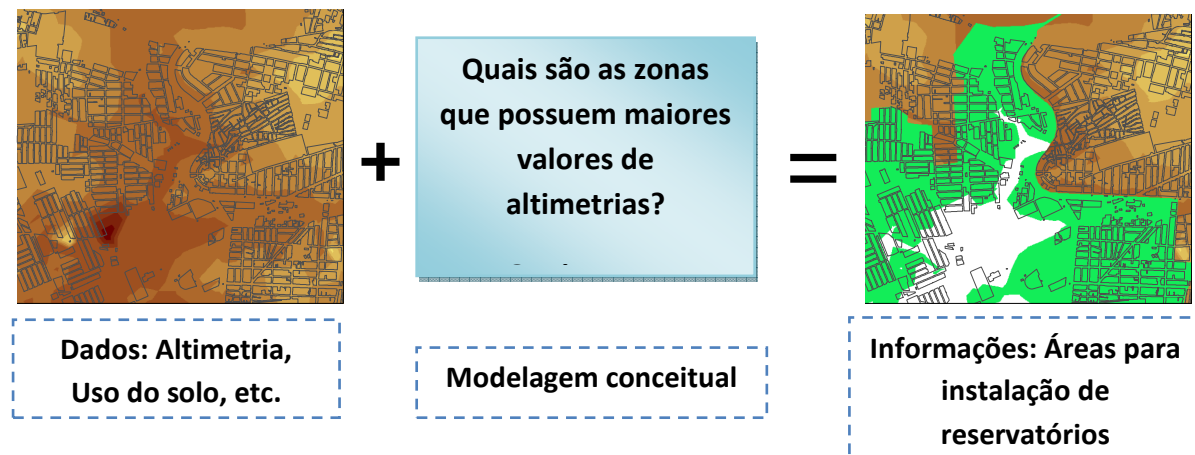 Quais são as zonas
que possuem maiores
valores de
altimetrias?
+
=
Dados: Altimetria,
Uso do solo, etc.
Modelagem conceitual
Informações: Áreas para
instalação de
reservatórios